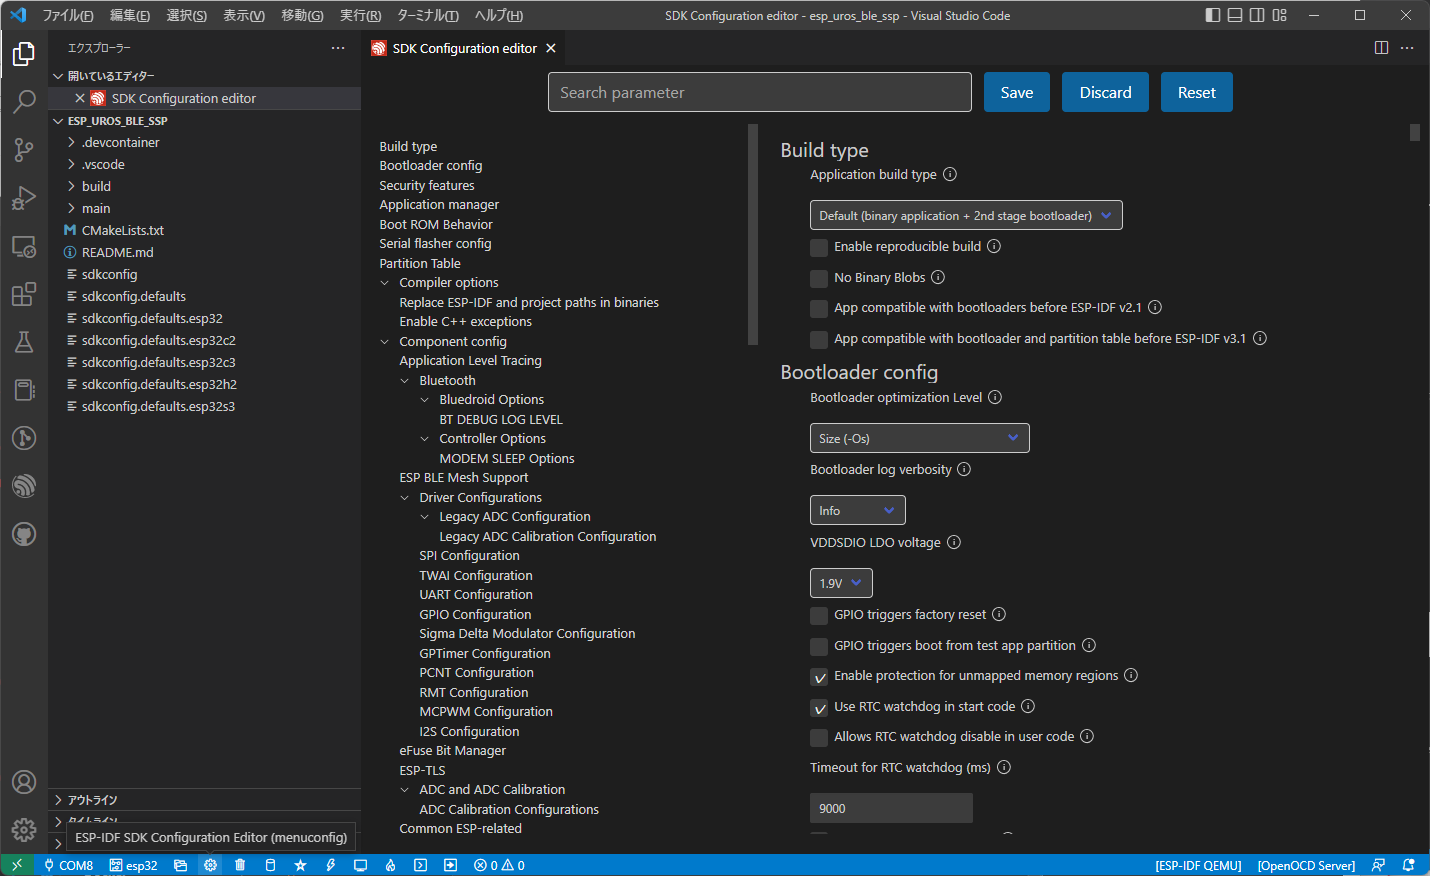 ファイル(F) 編集(E) 選択(S) 表示(V) 移動(G) 実行(R) ターミナル(T) ヘルプ(H) SDK Configuration editor - esp_uros_ble_ssp - Visual Studio Code
エクスプローラー
開いているエディター
SDK Configuration editor
ESP_UROS_BLE_SSP
.devcontainer
.vscode
build
main
CMakeLists.txt
README.md
sdkconfig
sdkconfig.defaults
sdkconfig.defaults.esp32
sdkconfig.defaults.esp32c2
sdkconfig.defaults.esp32c3
sdkconfig.defaults.esp32h2
sdkconfig.defaults.esp32s3
アウトライン
タイムライン
ESP-IDF SDK Configuration Editor (menuconfig)
SDK Configuration editor
Search parameter Save Discard Reset
Build type
Bootloader config
Security features
Application manager
Boot ROM Behavior
Serial flasher config
Partition Table
Compiler options
Replace ESP-IDF and project paths in binaries
Enable C++ exceptions
Component config
Application Level Tracing
Bluetooth
Bluedroid Options
BT DEBUG LOG LEVEL
Controller Options
MODEM SLEEP Options
ESP BLE Mesh Support
Driver Configurations
Legacy ADC Configuration
Legacy ADC Calibration Configuration
SPI Configuration
TWAI Configuration
UART Configuration
GPIO Configuration
Sigma Delta Modulator Configuration
GPTimer Configuration
PCNT Configuration
RMT Configuration
MCPWM Configuration
I2S Configuration
eFuse Bit Manager
ESP-TLS
ADC and ADC Calibration
ADC Calibration Configurations
Common ESP-related
Build type
Application build type
Default (binary application + 2nd stage bootloader)
Enable reproducible build
No Binary Blobs
App compatible with bootloaders before ESP-IDF v2.1
App compatible with bootloader and partition table before ESP-IDF v3.1
Bootloader config
Bootloader optimization Level
Size (-Os)
Bootloader log verbosity
Info
VDDSDIO LDO voltage
1.9V
GPIO triggers factory reset
GPIO triggers boot from test app partition
Enable protection for unmapped memory regions
Use RTC watchdog in start code
Allows RTC watchdog disable in user code
Timeout for RTC watchdog (ms)
9000
COM8 esp32 0 0 [ESP-IDF QEMU] [OpenOCD Server]